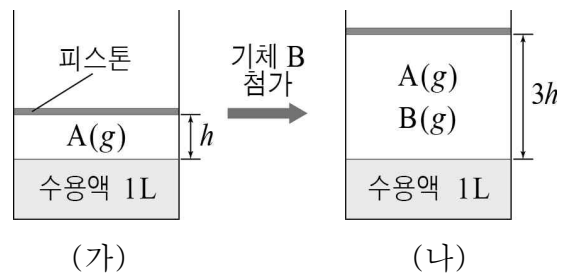 피스톤
A(g)
h
수용액 1L
(가)
기체 B
첨가
A(g)
B(g)
3h
수용액 1L
(나)